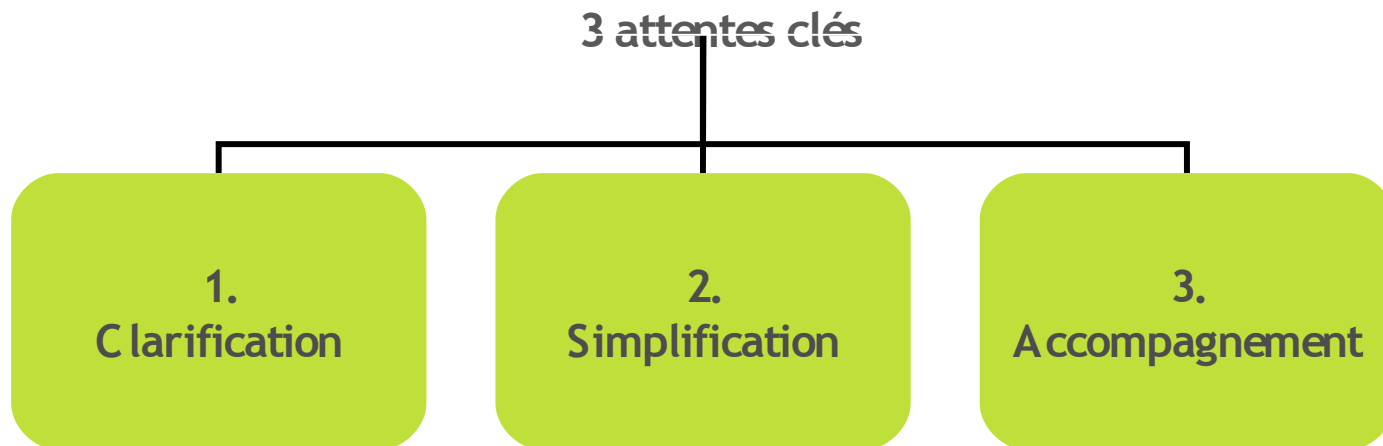 3 attentes clés
1.
Clarification
2.
Simplification
3.
Accompagnement